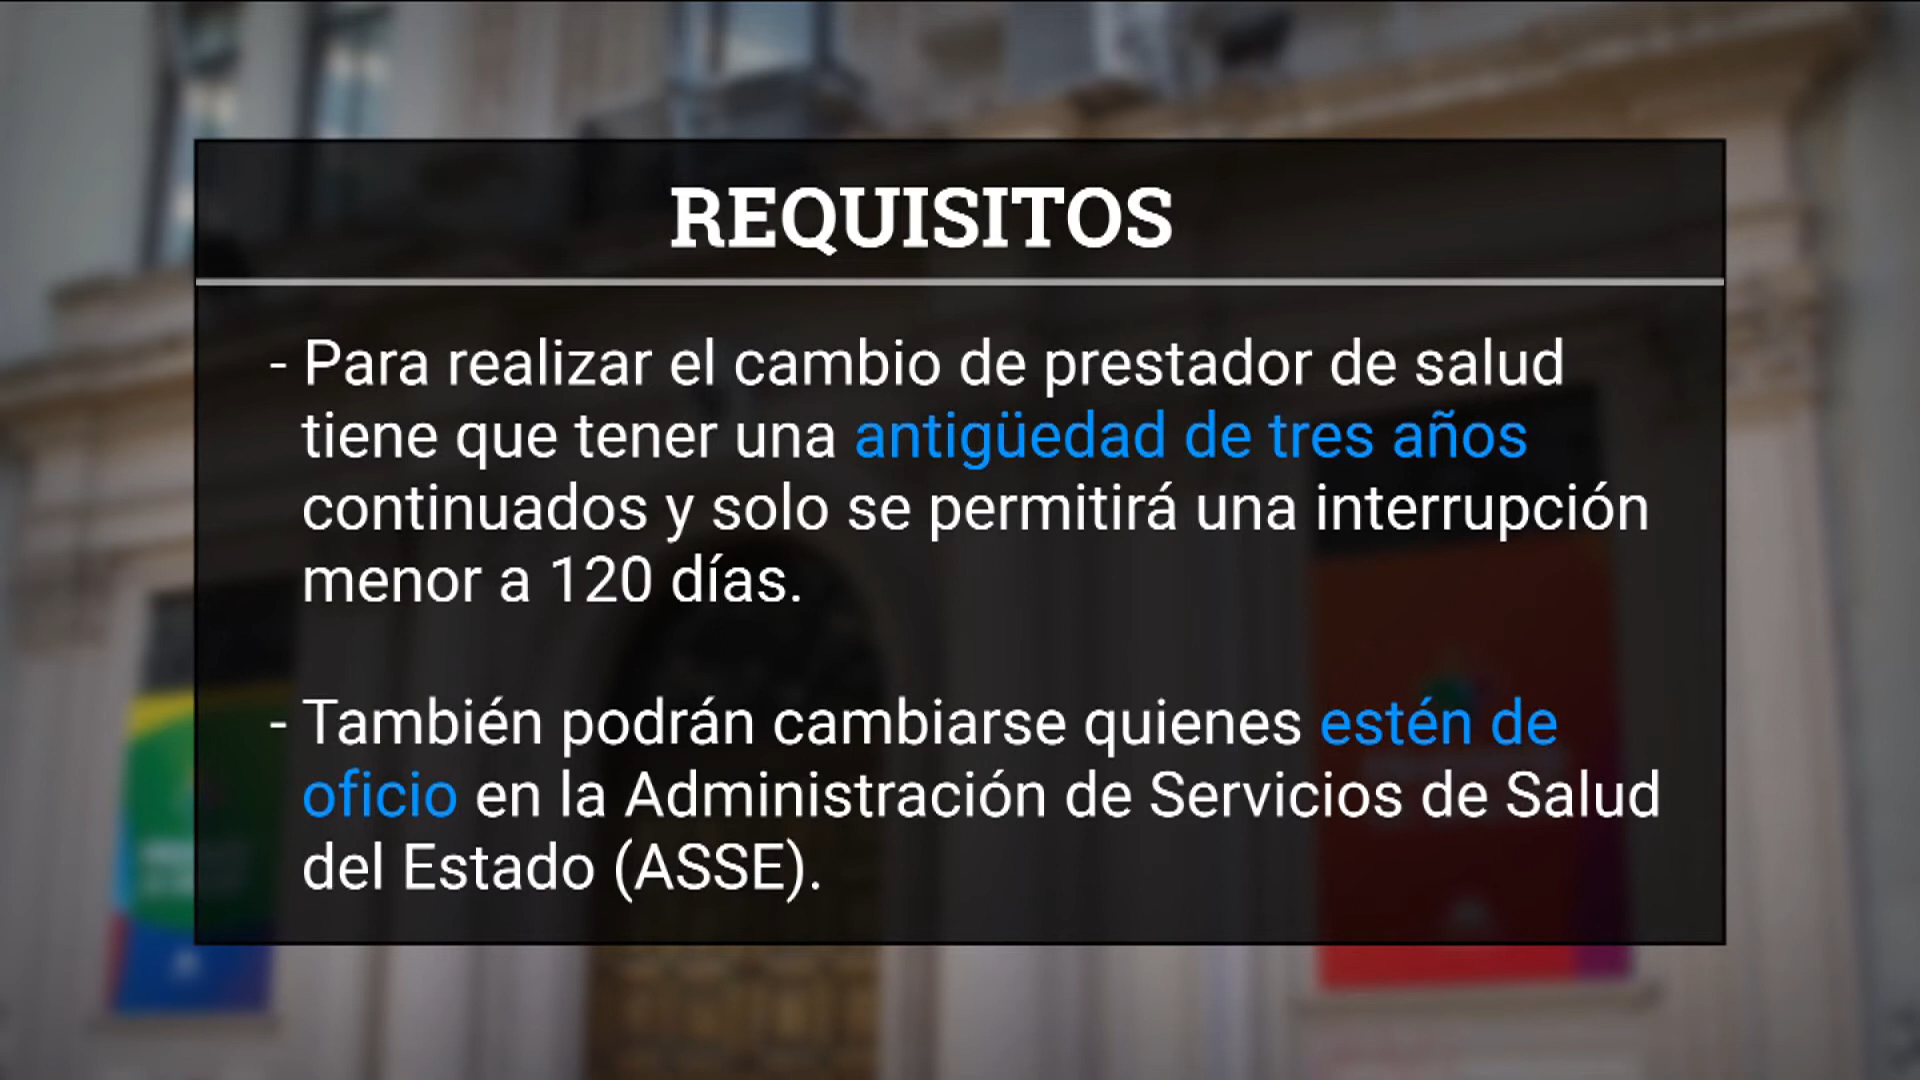 REQUISITOS
- Para realizar el cambio de prestador de salud
tiene que tener una antigüedad de tres años
continuados y solo se permitirá una interrupción
menor a 120 días.
- También podrán cambiarse quienes estén de
oficio en la Administración de Servicios de Salud
del Estado (ASSE).